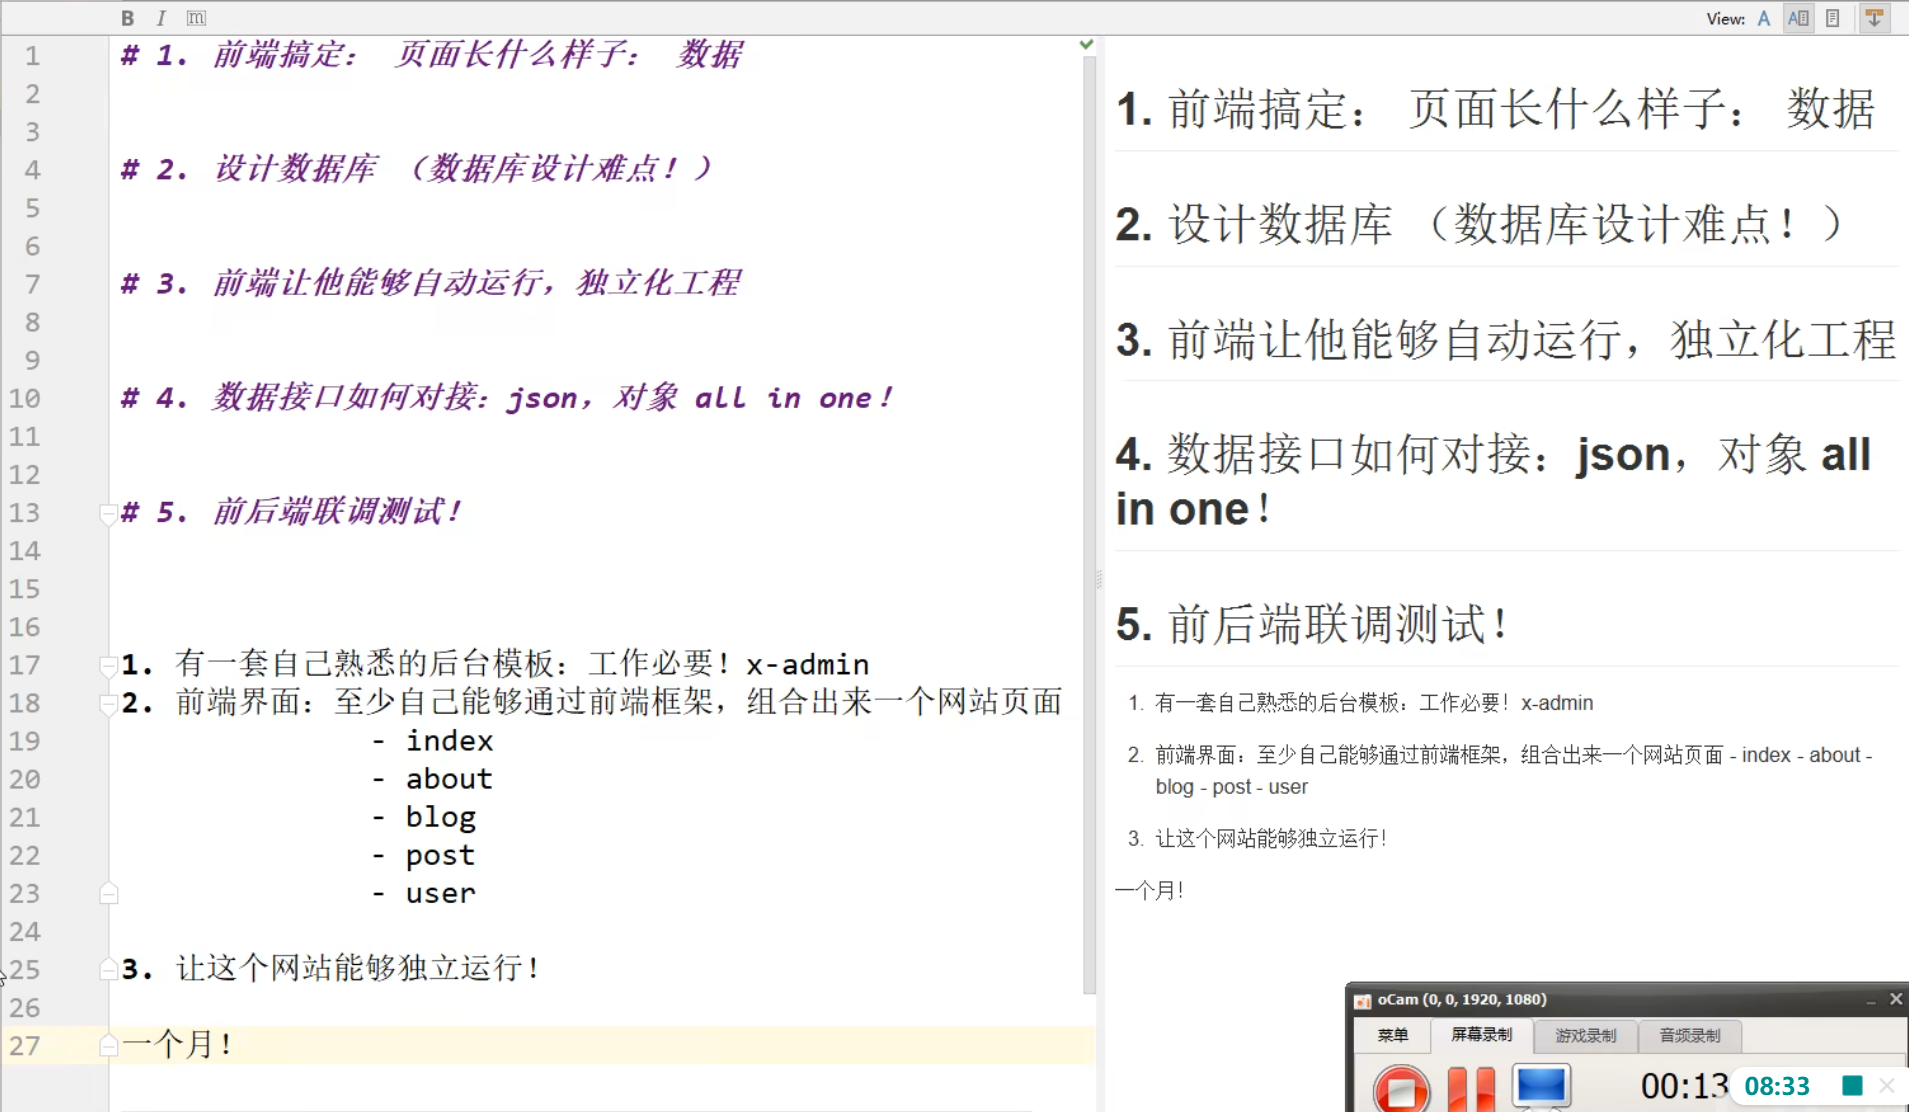 B I m
View: A
1 # 1. 前端搞定： 页面长什么样子： 数据
2
3
4 # 2. 设计数据库 （数据库设计难点！）
5
6
7 # 3. 前端让他能够自动运行，独立化工程
8
9
10 # 4. 数据接口如何对接：json，对象 all in one！
11
12
13 # 5. 前后端联调测试！
14
15
16
17 1. 有一套自己熟悉的后台模板：工作必要！x-admin
18 2. 前端界面：至少自己能够通过前端框架，组合出来一个网站页面
19 - index
20 - about
21 - blog
22 - post
23 - user
24
25 3. 让这个网站能够独立运行！
26
27 一个月！
1. 前端搞定： 页面长什么样子： 数据
2. 设计数据库 （数据库设计难点！）
3. 前端让他能够自动运行，独立化工程
4. 数据接口如何对接：json，对象 all
in one！
5. 前后端联调测试！
1. 有一套自己熟悉的后台模板：工作必要！x-admin
2. 前端界面：至少自己能够通过前端框架，组合出来一个网站页面 - index - about -
blog - post - user
3. 让这个网站能够独立运行！
一个月！
oCam (0, 0, 1920, 1080)
菜单 屏幕录制 游戏录制 音频录制
00:13
08:33